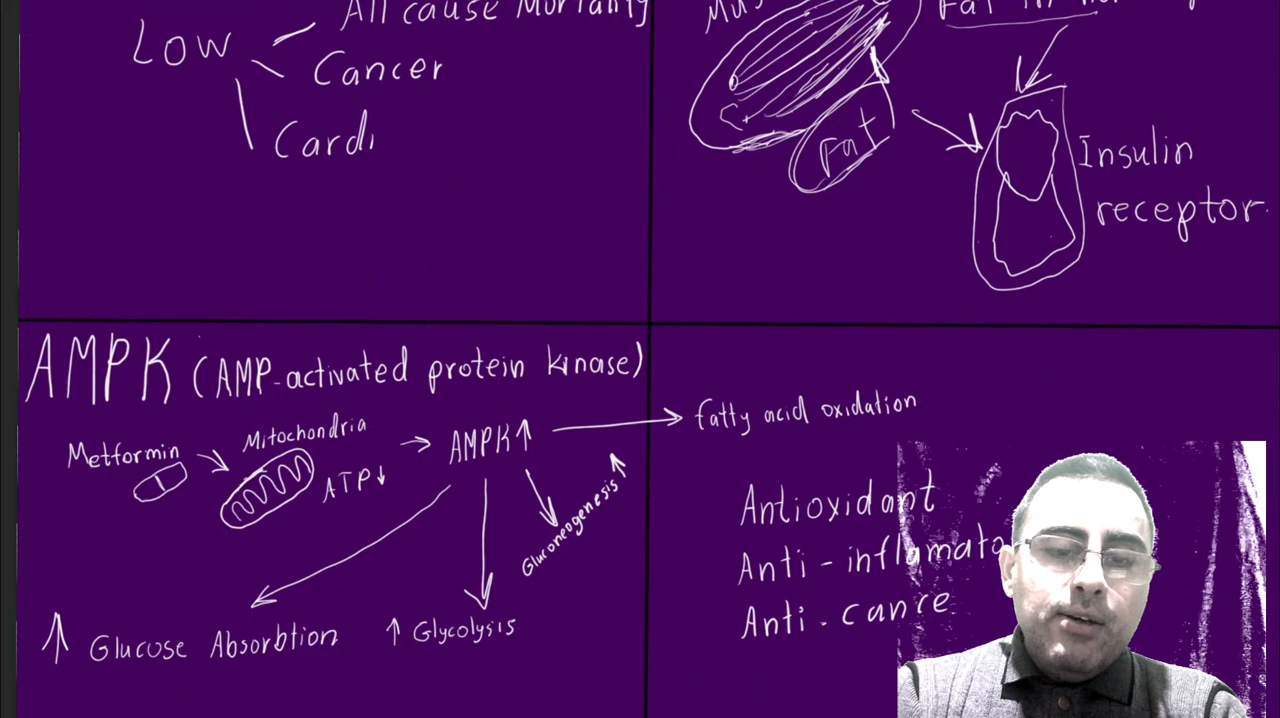 All cause Mortality
Low
Cancer
Cardi
Mus
Fat
Insulin
receptor
AMPK (AMP-activated protein kinase)
Metformin
Mitochondria
ATP↓
AMPK↑
fatty acid oxidation
Gluconeogenesis ↑
↑ Glucose Absorbtion
↑ Glycolysis
Antioxidant
Anti - inflamato
Anti - cance